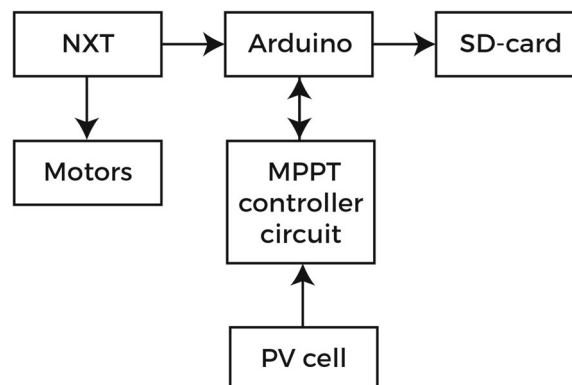 NXT
Arduino
SD-card
Motors
MPPT
controller
circuit
PV cell